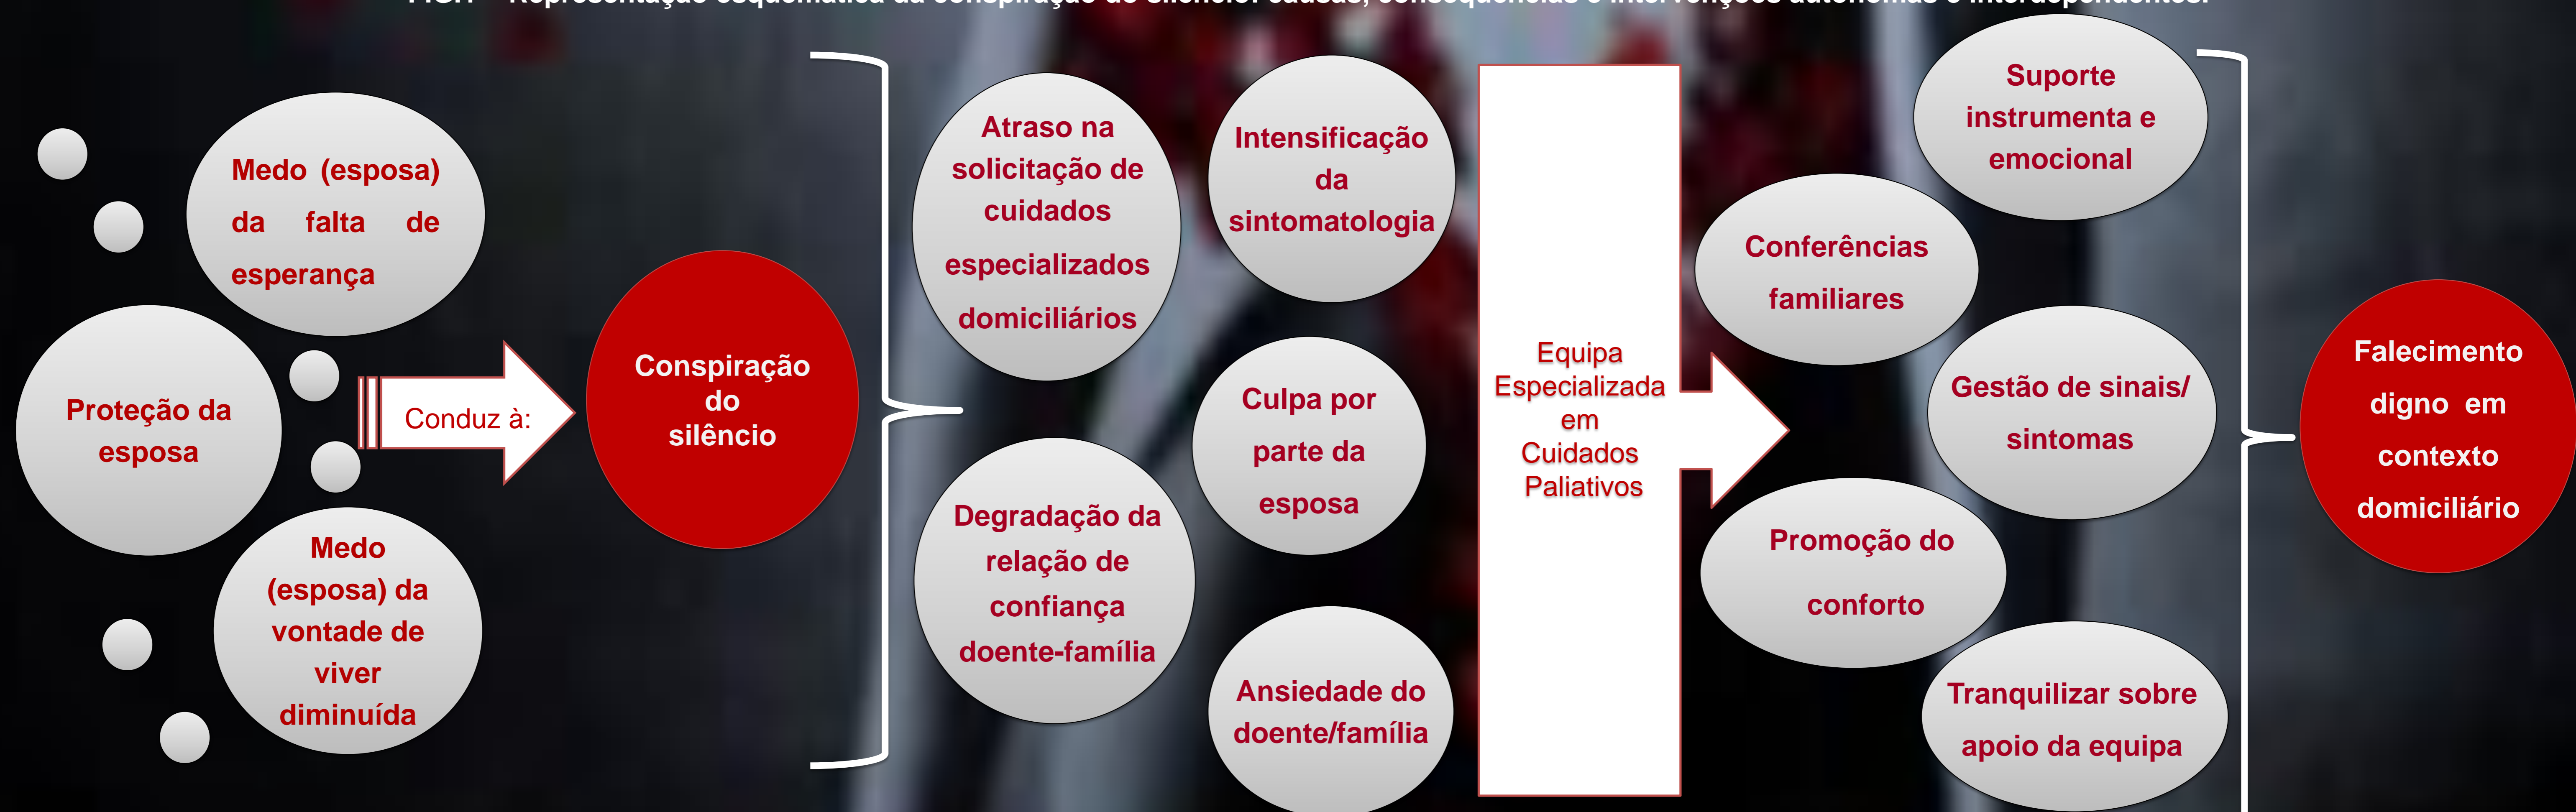 Medo (esposa)
da falta de
esperança
Proteção da
esposa
Medo
(esposa) da
vontade de
viver
diminuída
Conduz à:
Conspiração
do
silêncio
Atraso na
solicitação de
cuidados
especializados
domiciliários
Intensificação
da
sintomatologia
Culpa por
parte da
esposa
Degradação da
relação de
confiança
doente-família
Ansiedade do
doente/família
Equipa
Especializada
em
Cuidados
Paliativos
Suporte
instrumenta e
emocional
Conferências
familiares
Gestão de sinais/
sintomas
Promoção do
conforto
Tranquilizar sobre
apoio da equipa
Falecimento
digno em
contexto
domiciliário